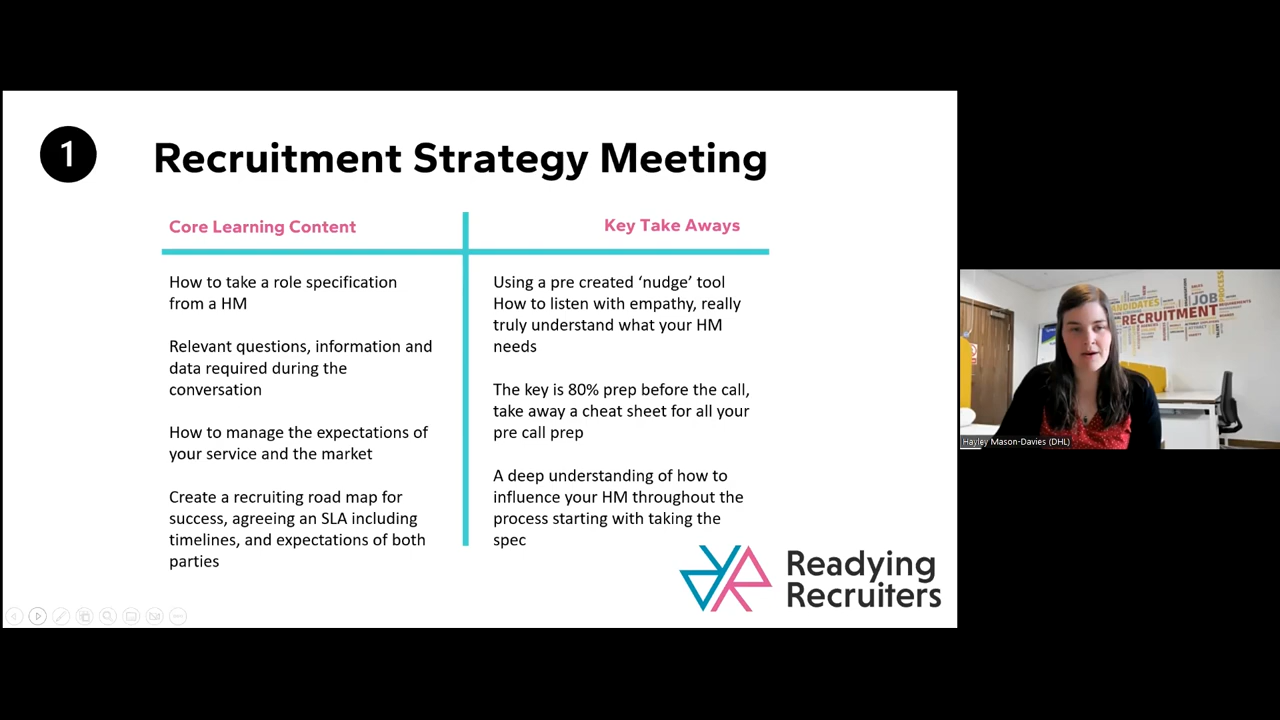 1
Recruitment Strategy Meeting
Core Learning Content
How to take a role specification
from a HM
Relevant questions, information and
data required during the
conversation
How to manage the expectations of
your service and the market
Create a recruiting road map for
success, agreeing an SLA including
timelines, and expectations of both
parties
Key Take Aways
Using a pre created ‘nudge’ tool
How to listen with empathy, really
truly understand what your HM
needs
The key is 80% prep before the call,
take away a cheat sheet for all your
pre call prep
A deep understanding of how to
influence your HM throughout the
process starting with taking the
spec
Readying
Recruiters
CANDIDATES
JOB
PROCESS
RECRUITMENT
Hayley Mason-Davies (DHL)